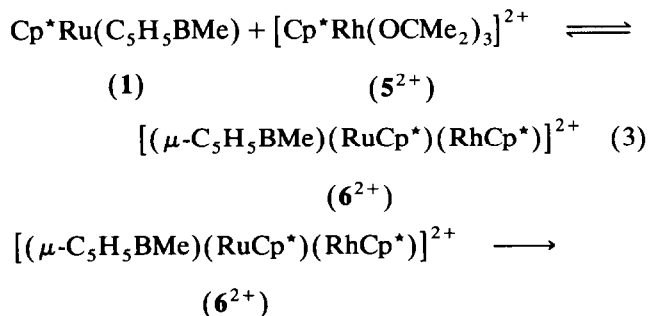 Cp*Ru(C₅H₅BMe) + [Cp*Rh(OCMe₂)₃]²⁺ ⇌
(1) (5²⁺)
[(μ-C₅H₅BMe)(RuCp*)(RhCp*)]²⁺ (3)
(6²⁺)
[(μ-C₅H₅BMe)(RuCp*)(RhCp*)]²⁺ ⟶
(6²⁺)